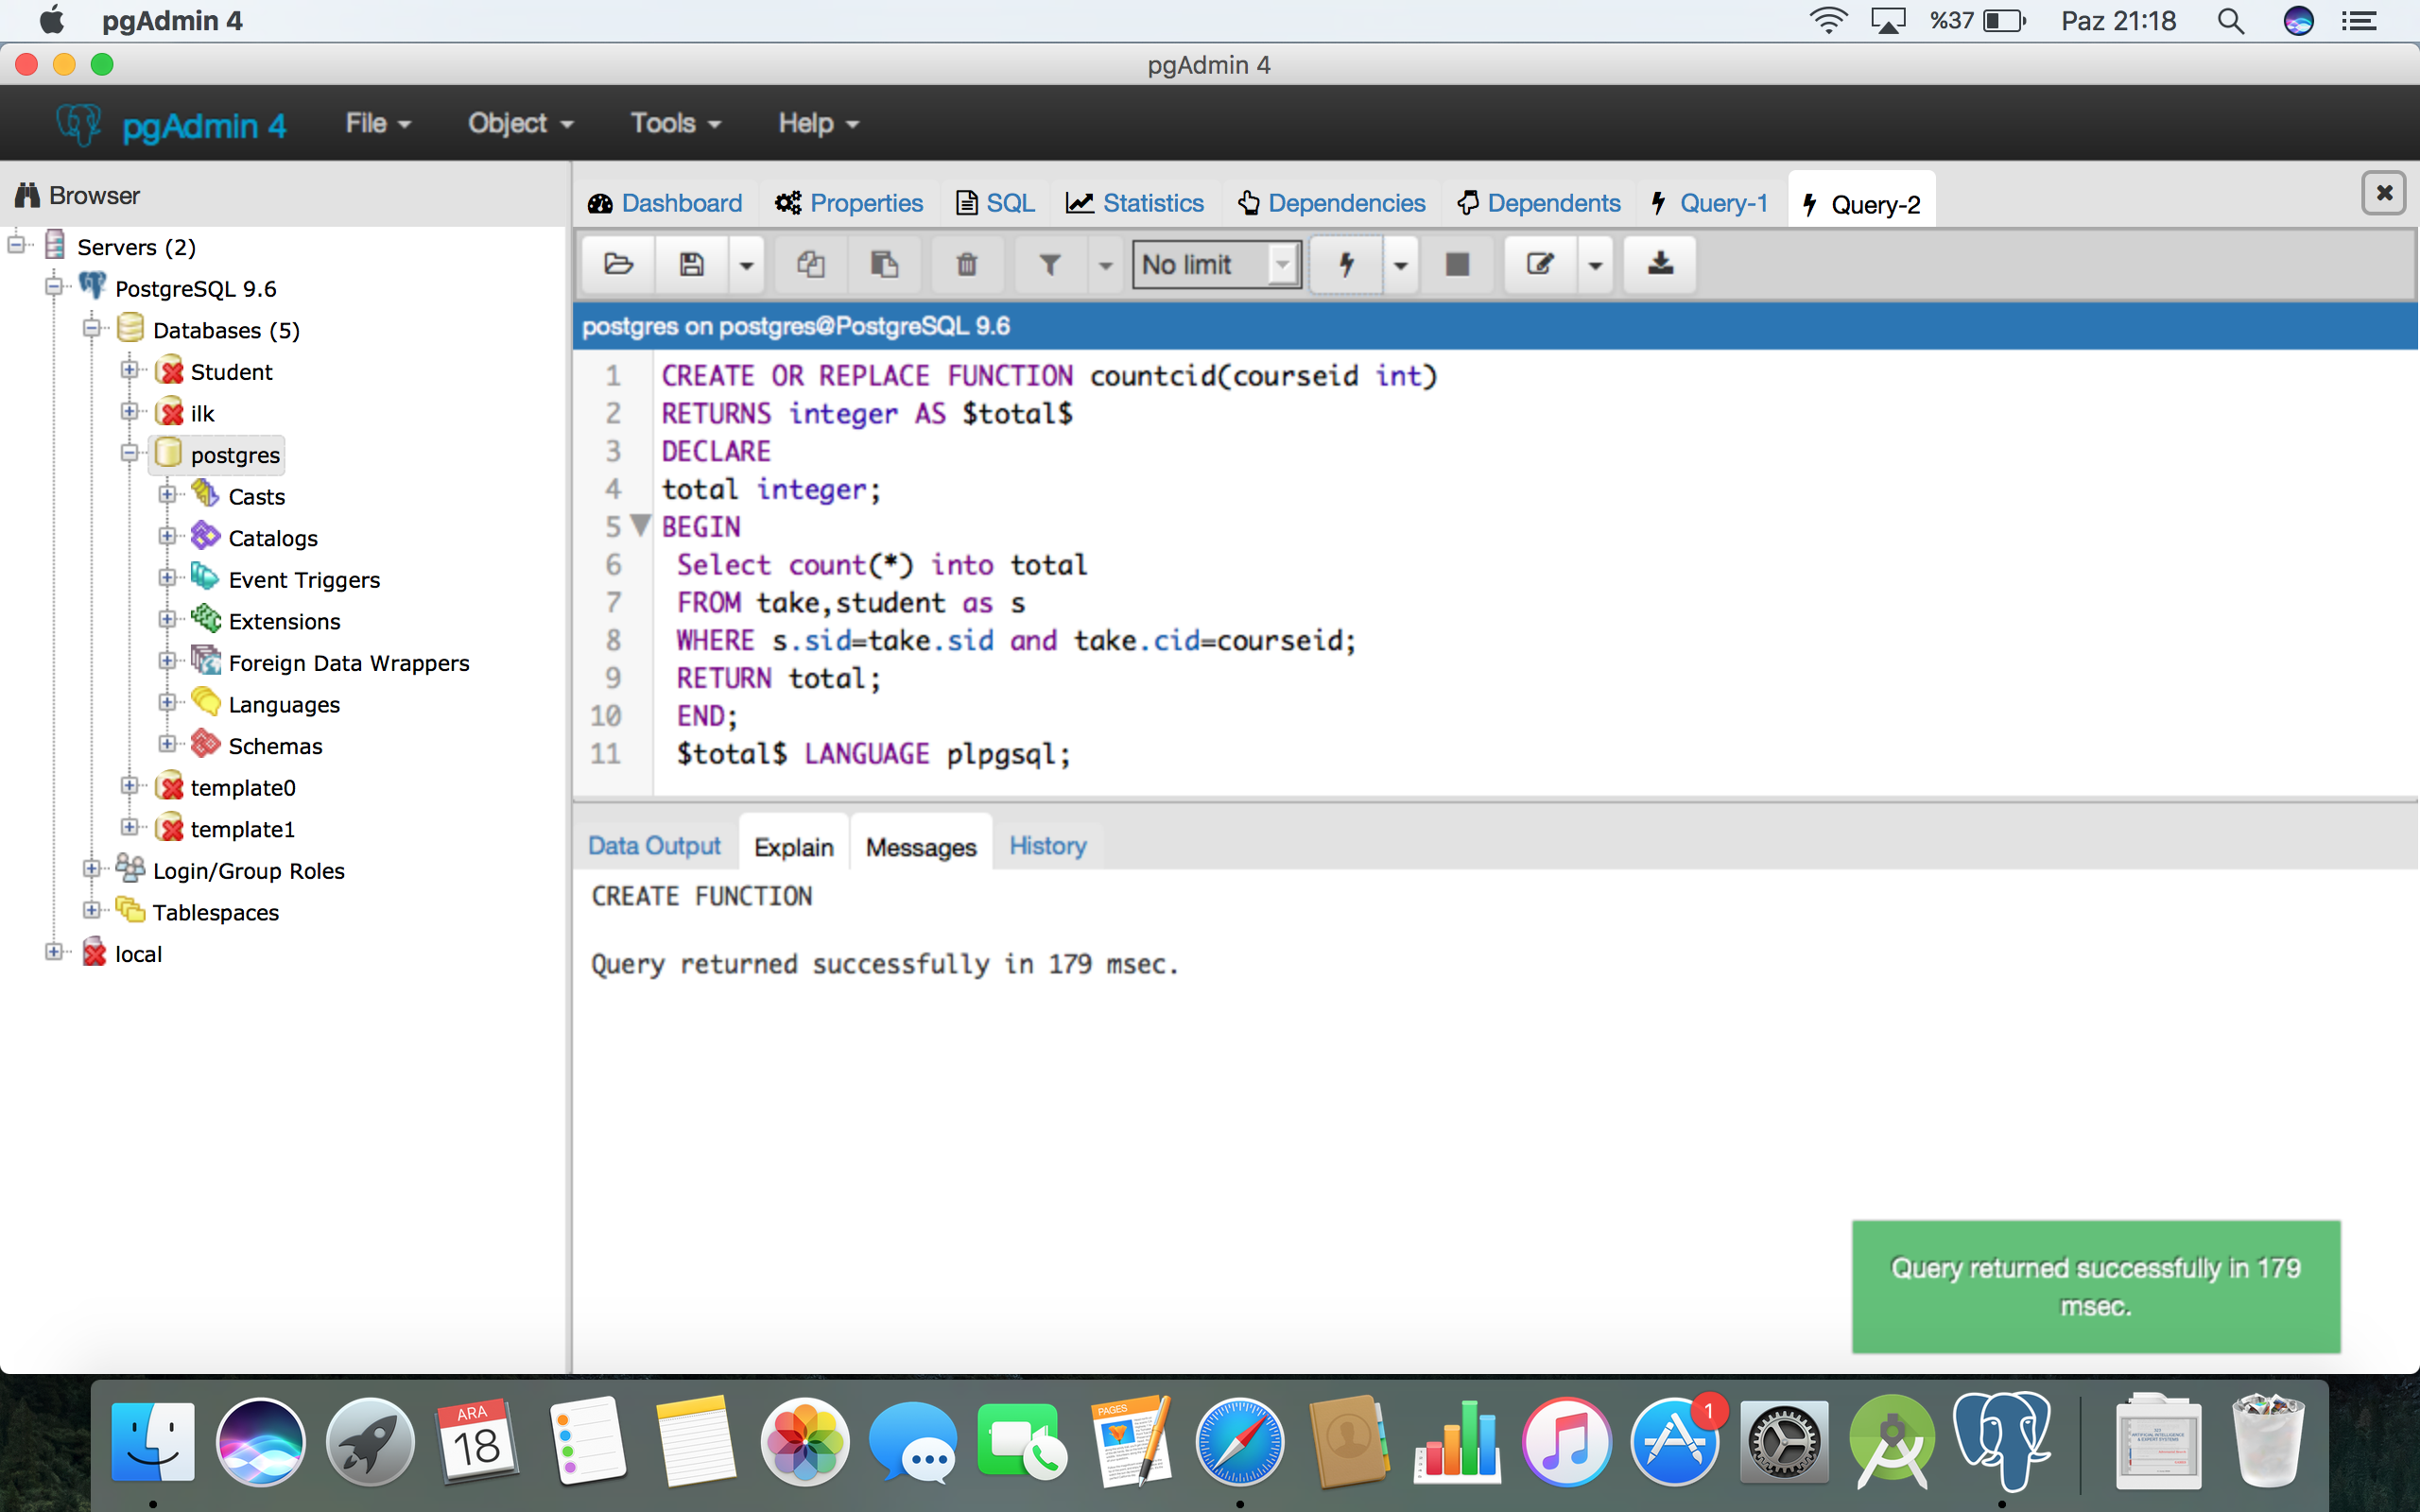 pgAdmin 4
%37
Paz 21:18
pgAdmin 4
pgAdmin 4
File
Object
Tools
Help
Browser
Dashboard
Properties
SQL
Statistics
Dependencies
Dependents
Query-1
Query-2
Servers (2)
PostgreSQL 9.6
Databases (5)
Student
ilk
postgres
Casts
Catalogs
Event Triggers
Extensions
Foreign Data Wrappers
Languages
Schemas
template0
template1
Login/Group Roles
Tablespaces
local
No limit
postgres on postgres@PostgreSQL 9.6
1 CREATE OR REPLACE FUNCTION countcid(courseid int)
2 RETURNS integer AS $total$
3 DECLARE
4 total integer;
5 BEGIN
6 Select count(*) into total
7 FROM take,student as s
8 WHERE s.sid=take.sid and take.cid=courseid;
9 RETURN total;
10 END;
11 $total$ LANGUAGE plpgsql;
Data Output
Explain
Messages
History
CREATE FUNCTION
Query returned successfully in 179 msec.
Query returned successfully in 179
msec.
ARA
18
PAGES
1